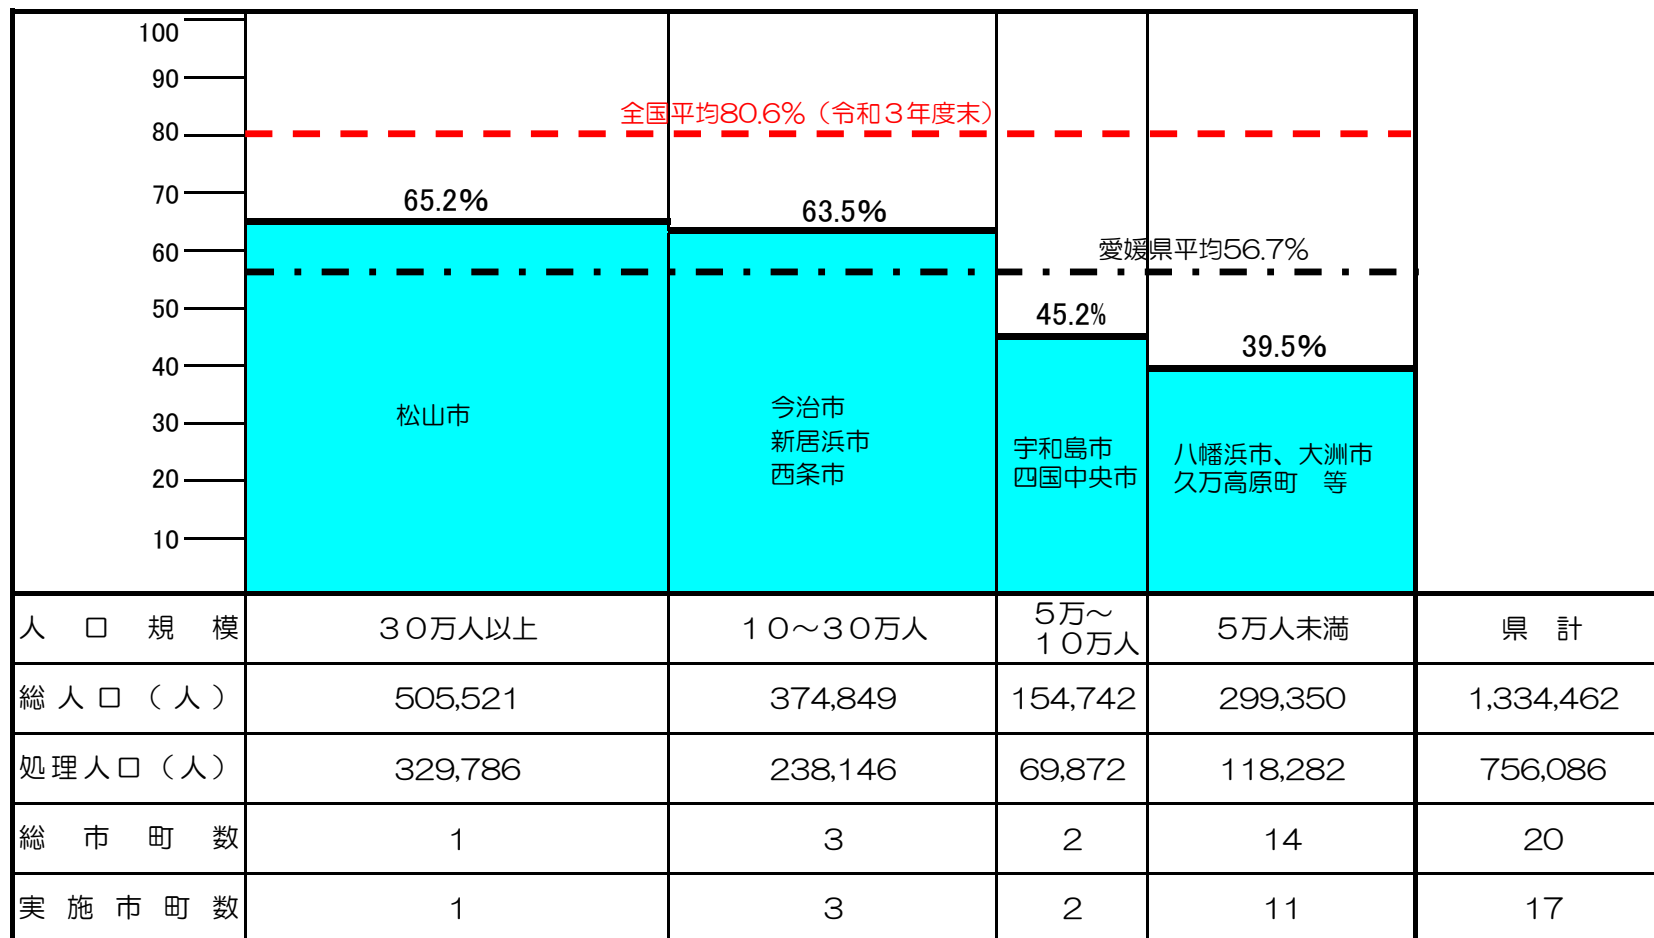 100
90
全国平均80.6%（令和３年度末）
80
70
65.2%
63.5%
60
愛媛県平均56.7%
50
45.2%
39.5%
40
30
松山市
今治市
新居浜市
西条市
宇和島市
四国中央市
八幡浜市、大洲市
久万高原町　等
20
10
人口規模 ３０万人以上 １０～３０万人 ５万～１０万人 ５万人未満 県計
総人口（人） 505,521 374,849 154,742 299,350 1,334,462
処理人口（人） 329,786 238,146 69,872 118,282 756,086
総市町数 1 3 2 14 20
実施市町数 1 3 2 11 17